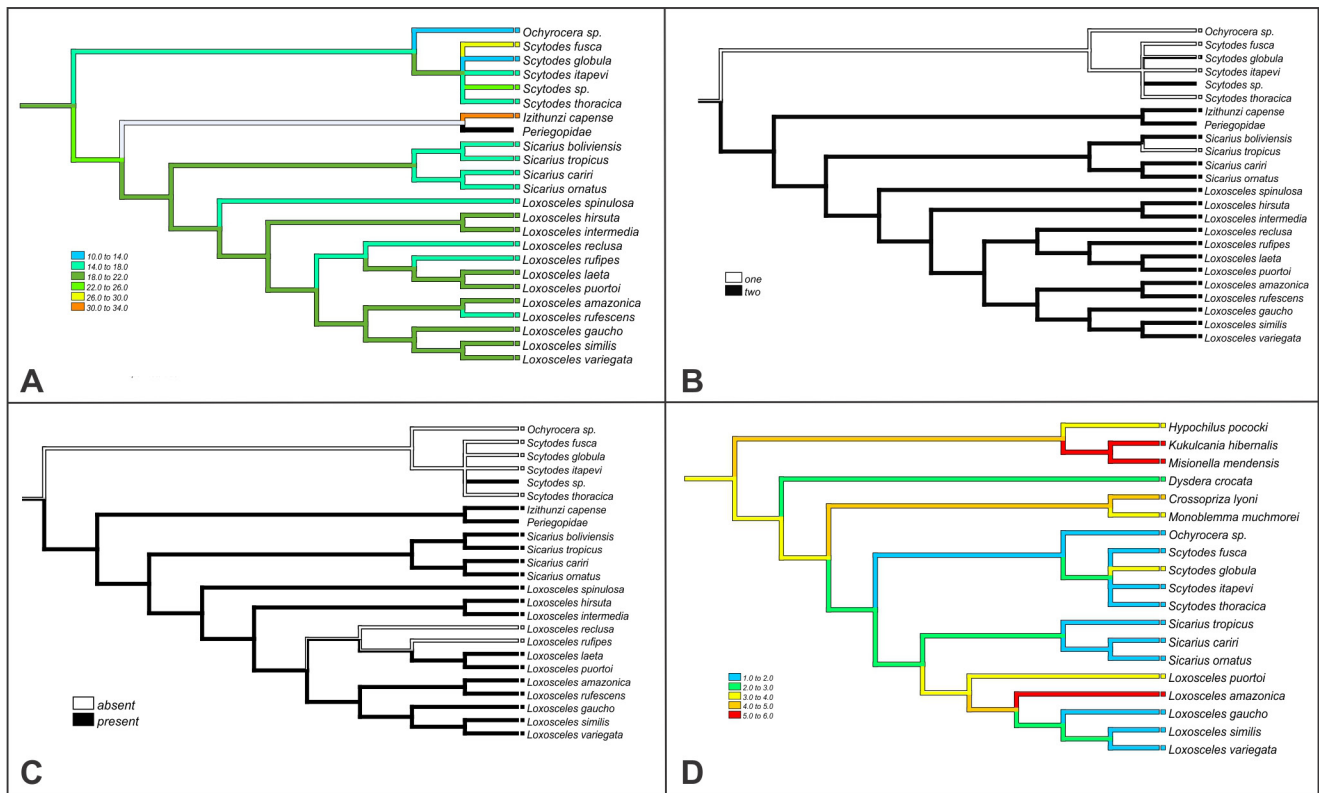 Ochyrocera sp.
Scytodes fusca
Scytodes globula
Scytodes itapevi
Scytodes sp.
Scytodes thoracica
Izithunzi capense
Periegopidae
Sicarius boliviensis
Sicarius tropicus
Sicarius cariri
Sicarius ornatus
Loxosceles spinulosa
Loxosceles hirsuta
Loxosceles intermedia
Loxosceles reclusa
Loxosceles rufipes
Loxosceles laeta
Loxosceles puortoi
Loxosceles amazonica
Loxosceles rufescens
Loxosceles gaucho
Loxosceles similis
Loxosceles variegata
10.0 to 14.0
14.0 to 18.0
18.0 to 22.0
22.0 to 26.0
26.0 to 30.0
30.0 to 34.0
A
Ochyrocera sp.
Scytodes fusca
Scytodes globula
Scytodes itapevi
Scytodes sp.
Scytodes thoracica
Izithunzi capense
Periegopidae
Sicarius boliviensis
Sicarius tropicus
Sicarius cariri
Sicarius ornatus
Loxosceles spinulosa
Loxosceles hirsuta
Loxosceles intermedia
Loxosceles reclusa
Loxosceles rufipes
Loxosceles laeta
Loxosceles puortoi
Loxosceles amazonica
Loxosceles rufescens
Loxosceles gaucho
Loxosceles similis
Loxosceles variegata
one
two
B
Ochyrocera sp.
Scytodes fusca
Scytodes globula
Scytodes itapevi
Scytodes sp.
Scytodes thoracica
Izithunzi capense
Periegopidae
Sicarius boliviensis
Sicarius tropicus
Sicarius cariri
Sicarius ornatus
Loxosceles spinulosa
Loxosceles hirsuta
Loxosceles intermedia
Loxosceles reclusa
Loxosceles rufipes
Loxosceles laeta
Loxosceles puortoi
Loxosceles amazonica
Loxosceles rufescens
Loxosceles gaucho
Loxosceles similis
Loxosceles variegata
absent
present
C
Hypochilus pococki
Kukulcania hibernalis
Misionella mendensis
Dysdera crocata
Crossopriza lyoni
Monoblemma muchmorei
Ochyrocera sp.
Scytodes fusca
Scytodes globula
Scytodes itapevi
Scytodes thoracica
Sicarius tropicus
Sicarius cariri
Sicarius ornatus
Loxosceles puortoi
Loxosceles amazonica
Loxosceles gaucho
Loxosceles similis
Loxosceles variegata
1.0 to 2.0
2.0 to 3.0
3.0 to 4.0
4.0 to 5.0
5.0 to 6.0
D